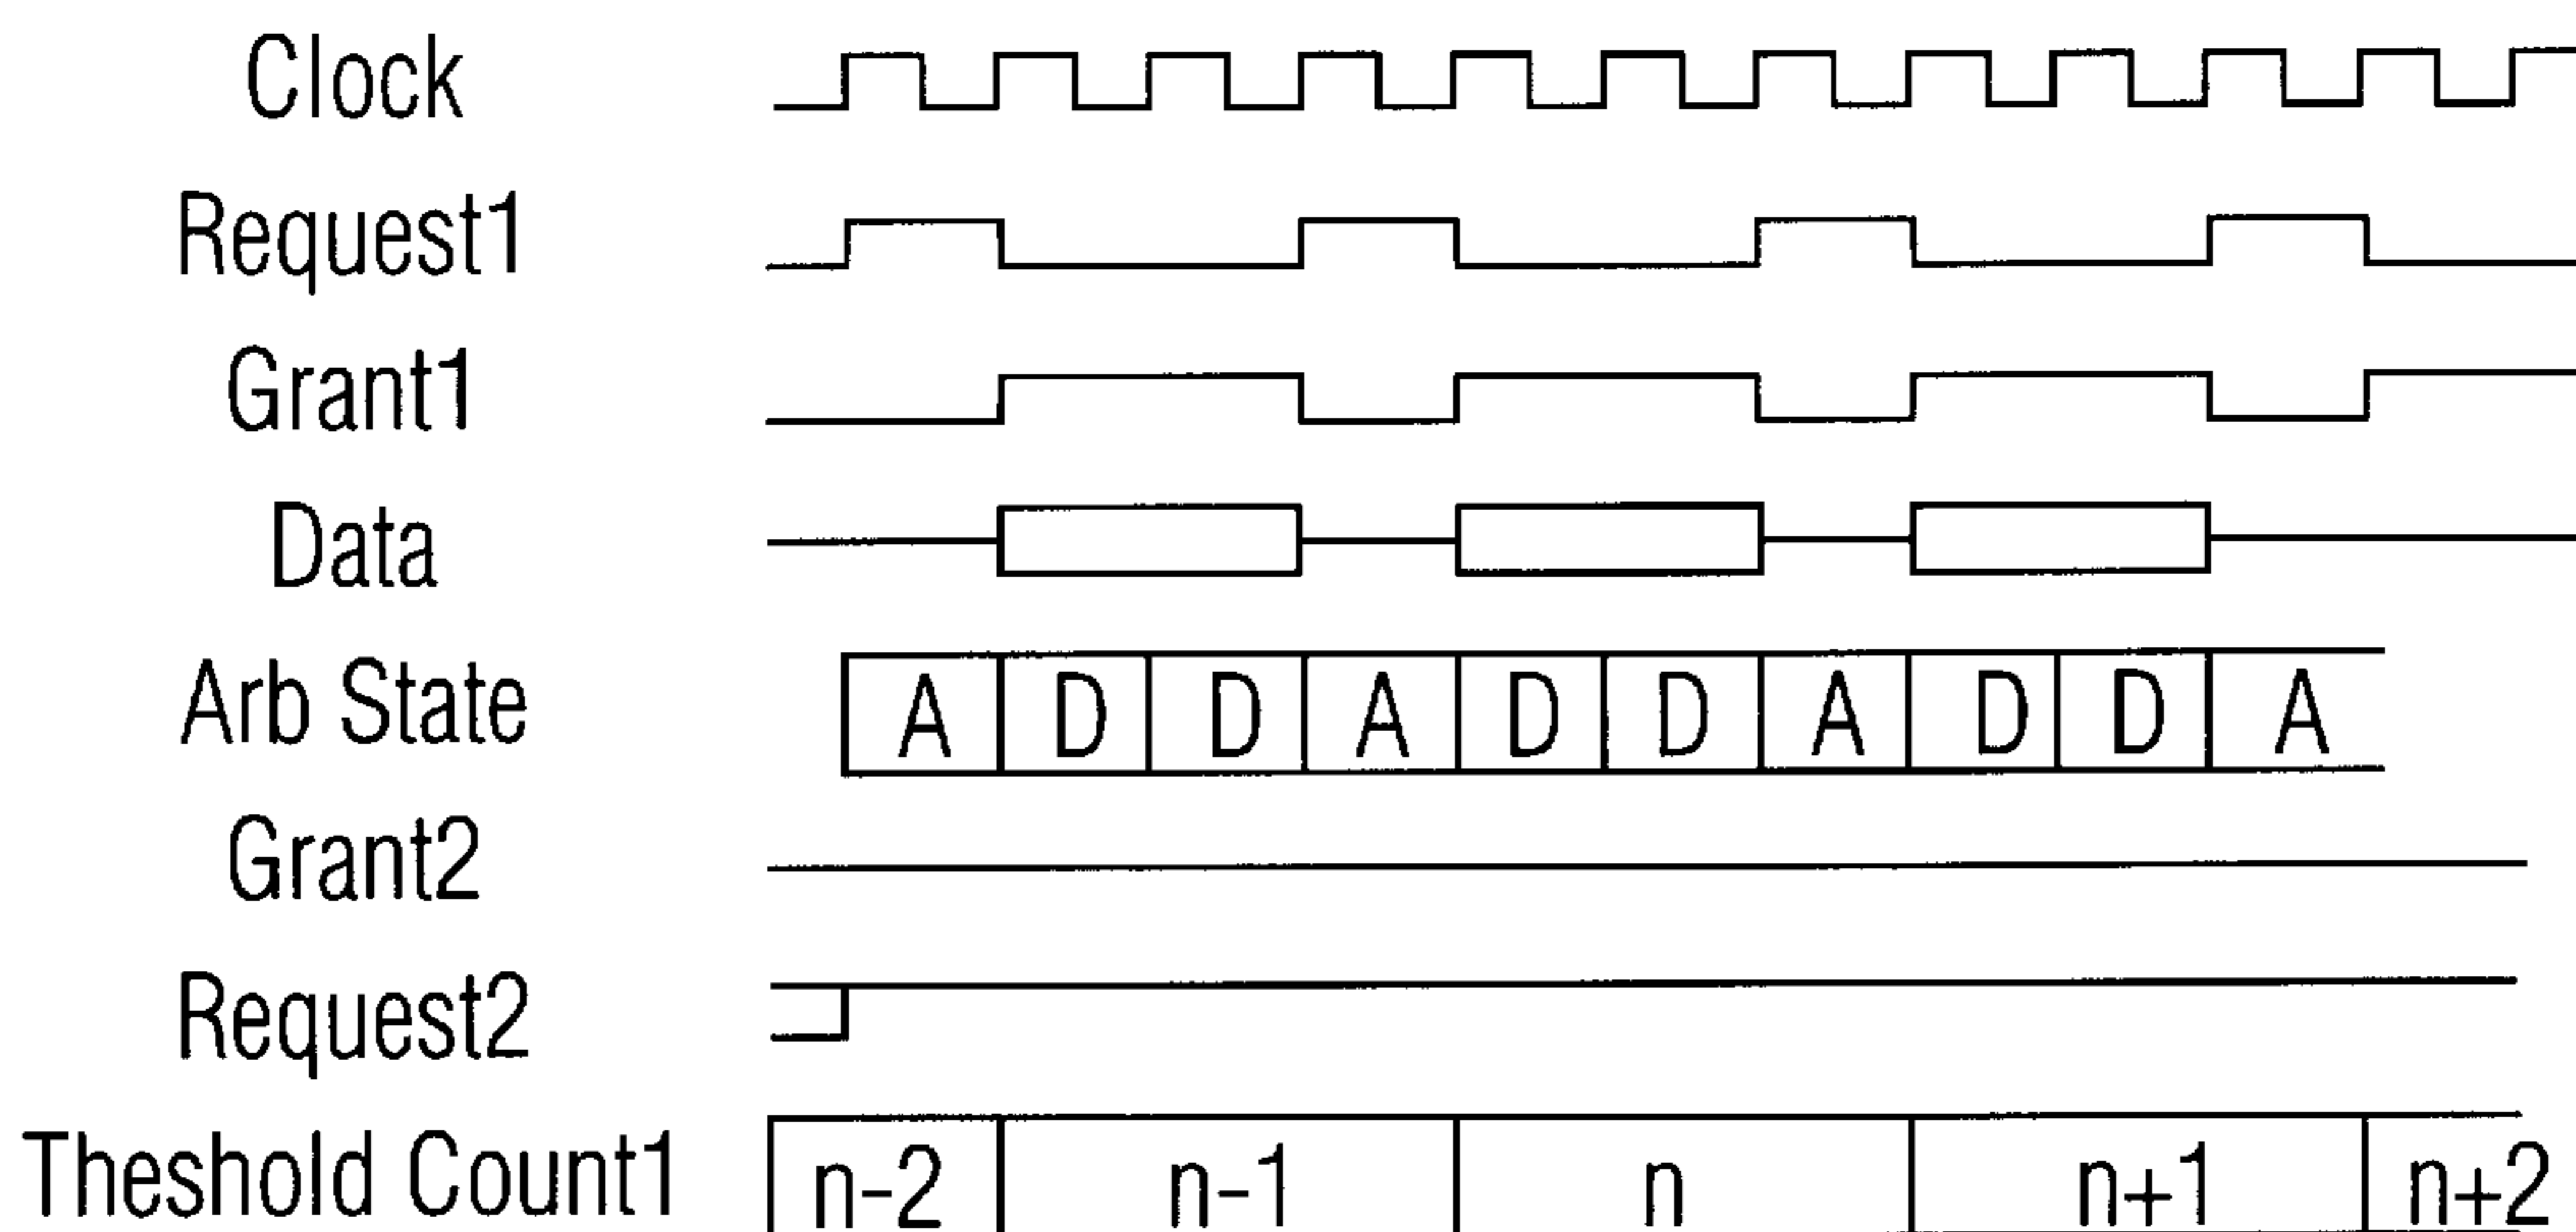 Clock
Request1
Grant1
Data
Arb State A D D A D D A D D A
Grant2
Request2
Theshold Count1 n-2 n-1 n n+1 n+2